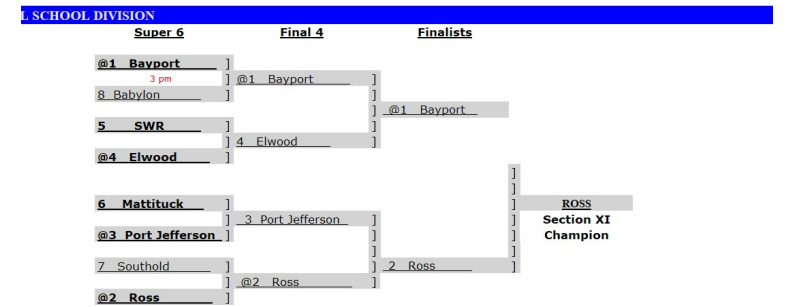 L SCHOOL DIVISION
Super 6 Final 4 Finalists
@1 Bayport ]
3 pm ] @1 Bayport ]
8 Babylon ] ]
] @1 Bayport
5 SWR ] ]
] 4 Elwood ]
@4 Elwood ]
]
]
6 Mattituck ] ] ROSS
] 3 Port Jefferson ] ] Section XI
@3 Port Jefferson ] ] ] Champion
] ]
7 Southold ] ] 2 Ross ]
] @2 Ross ]
@2 Ross ]